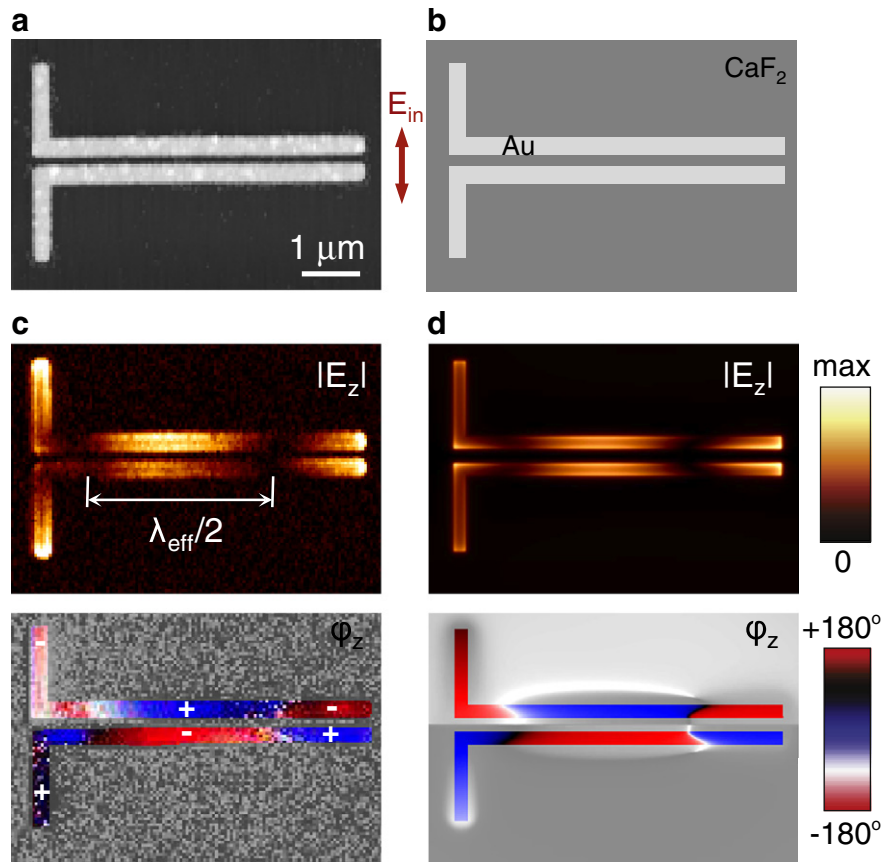 a
b
CaF₂
E_in
Au
1 μm
c
d
|E_z|
|E_z|
max
λ_eff/2
0
φ_z
φ_z
+180°
-
+
-
-
+
+
-180°